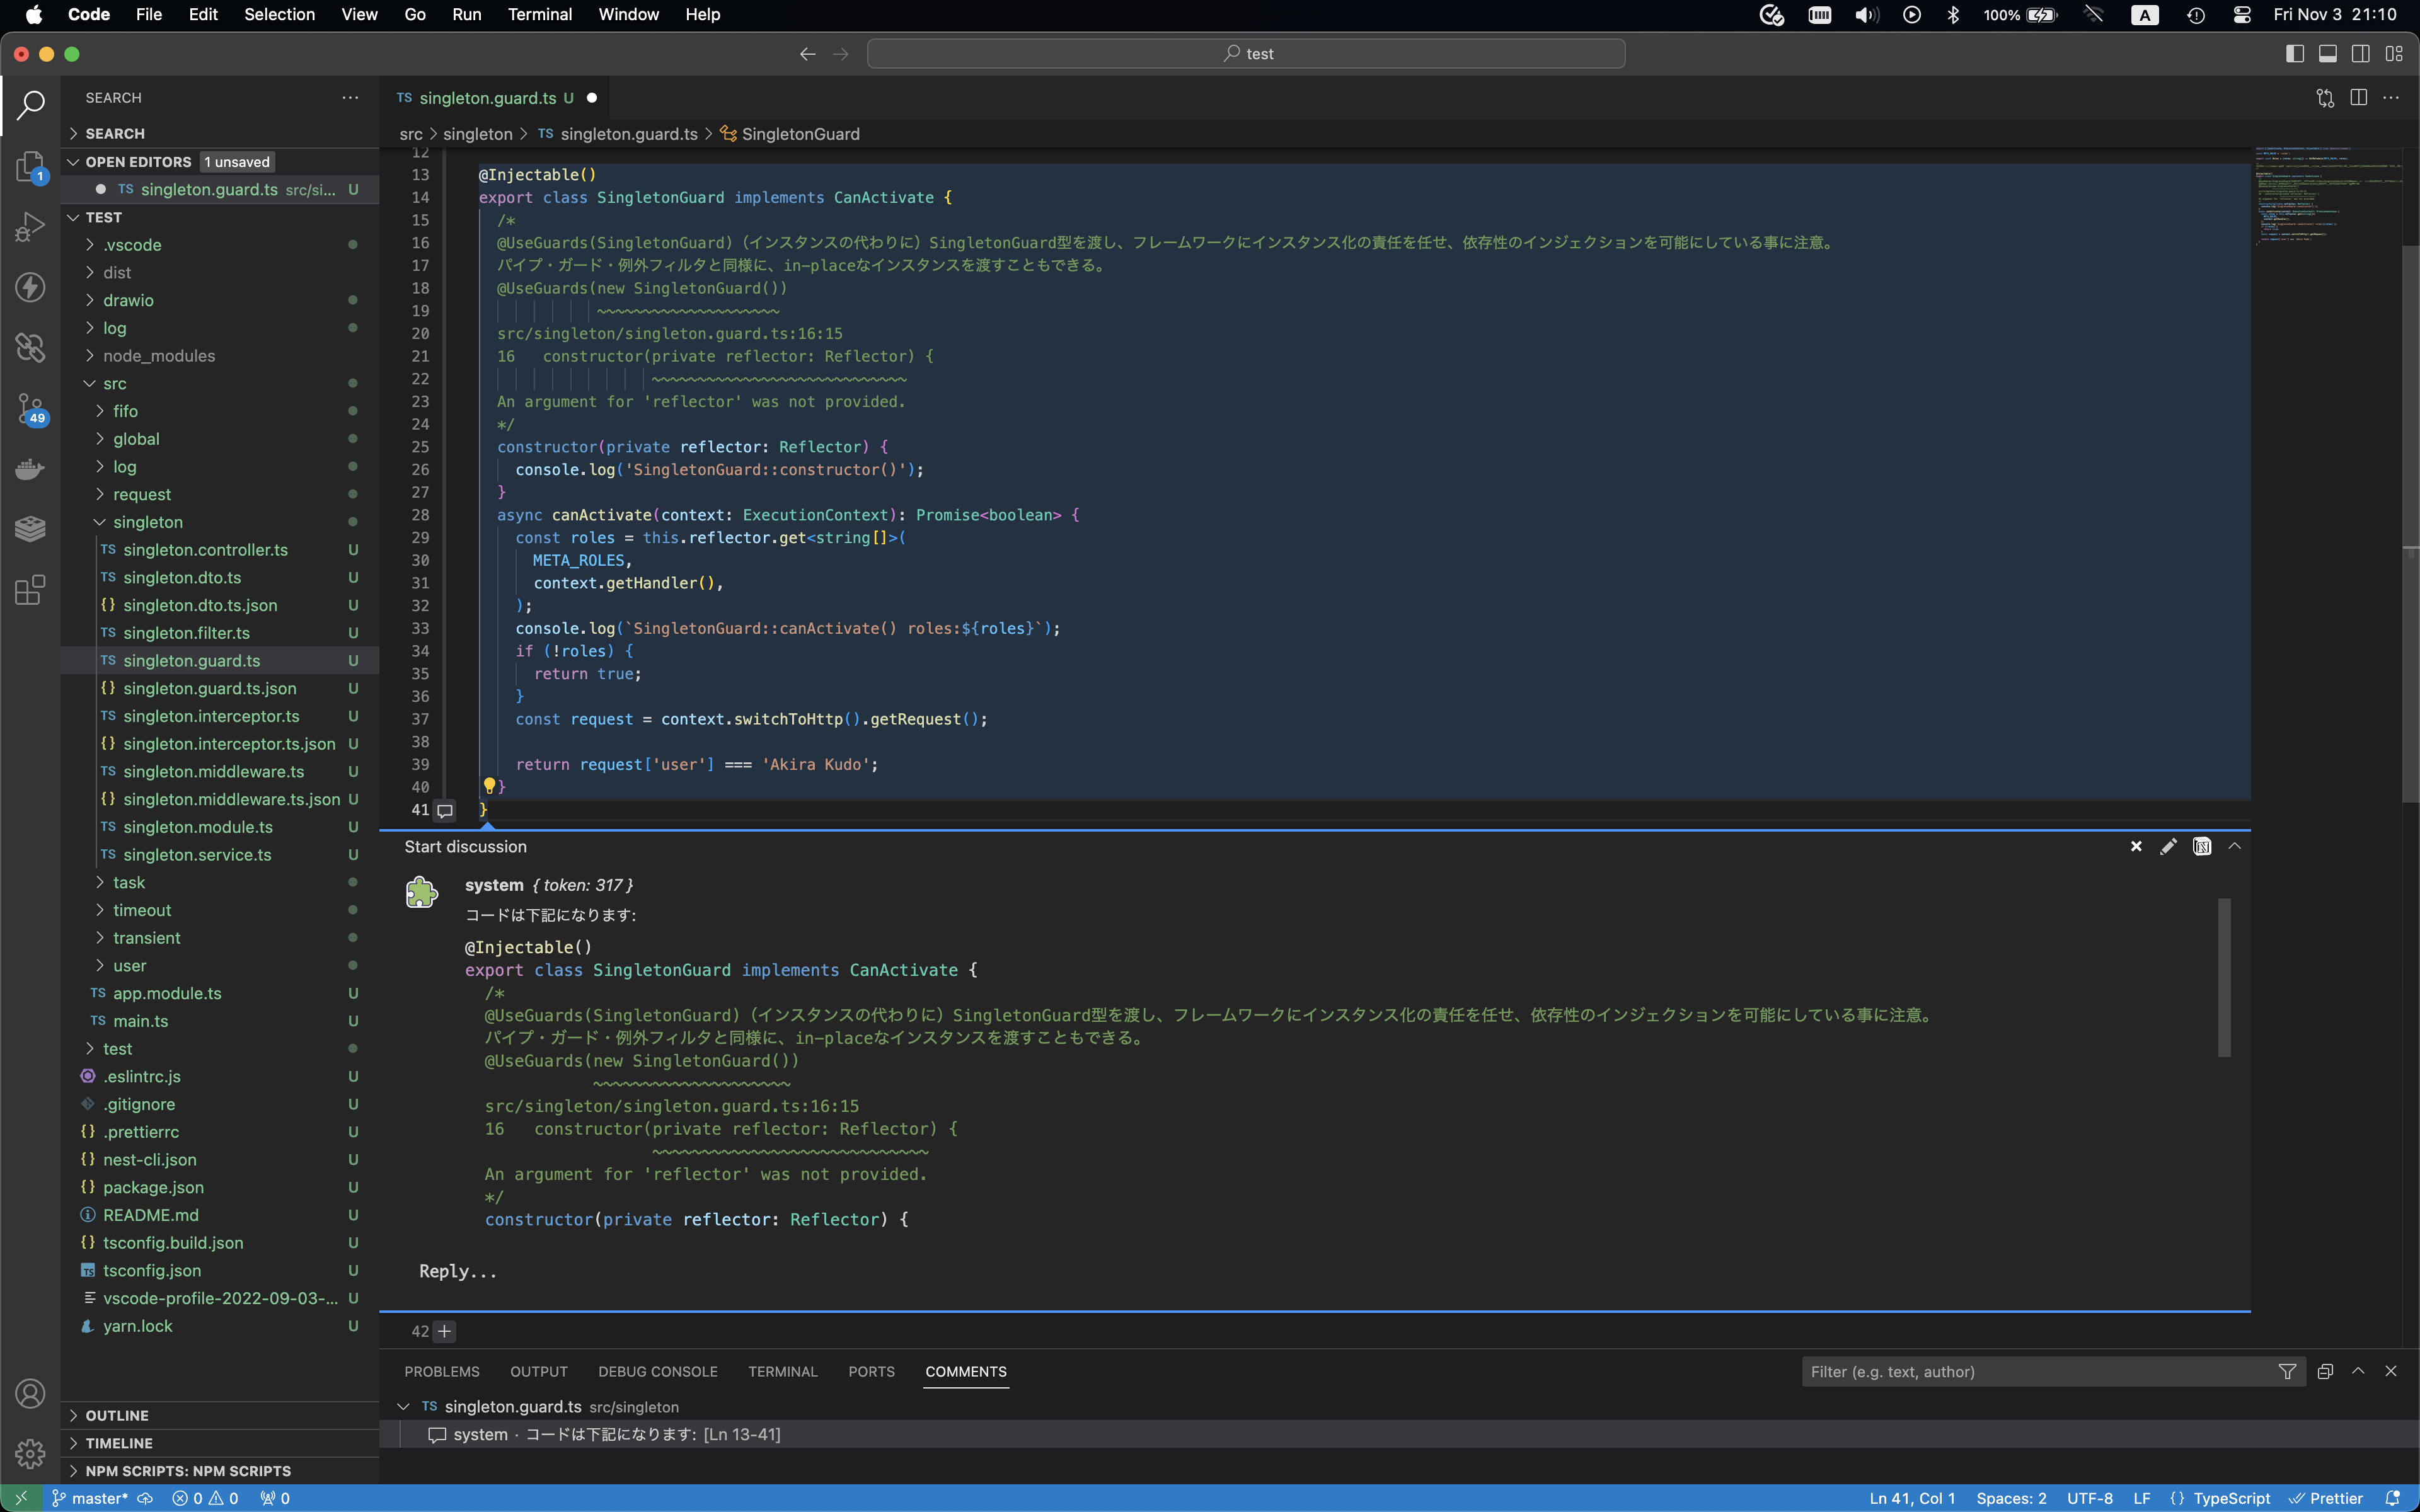 Code File Edit Selection View Go Run Terminal Window Help 100% A Fri Nov 3 21:10
test
SEARCH
SEARCH
OPEN EDITORS 1 unsaved
TS singleton.guard.ts src/si... U
TEST
.vscode
dist
drawio
log
node_modules
src
fifo
global
log
request
singleton
TS singleton.controller.ts U
TS singleton.dto.ts U
{} singleton.dto.ts.json U
TS singleton.filter.ts U
TS singleton.guard.ts U
{} singleton.guard.ts.json U
TS singleton.interceptor.ts U
{} singleton.interceptor.ts.json U
TS singleton.middleware.ts U
{} singleton.middleware.ts.json U
TS singleton.module.ts U
TS singleton.service.ts U
task
timeout
transient
user
TS app.module.ts U
TS main.ts U
test
.eslintrc.js U
.gitignore U
{} .prettierrc U
{} nest-cli.json U
{} package.json U
README.md U
{} tsconfig.build.json U
TS tsconfig.json U
vscode-profile-2022-09-03-... U
yarn.lock U
OUTLINE
TIMELINE
NPM SCRIPTS: NPM SCRIPTS
1
49
TS singleton.guard.ts U
src > singleton > TS singleton.guard.ts > SingletonGuard
12
13 @Injectable()
14 export class SingletonGuard implements CanActivate {
15 /*
16 @UseGuards(SingletonGuard)（インスタンスの代わりに）SingletonGuard型を渡し、フレームワークにインスタンス化の責任を任せ、依存性のインジェクションを可能にしている事に注意。
17 パイプ・ガード・例外フィルタと同様に、in-placeなインスタンスを渡すこともできる。
18 @UseGuards(new SingletonGuard())
19 ~~~~~~~~~~~~~~~~~~~~
20 src/singleton/singleton.guard.ts:16:15
21 16   constructor(private reflector: Reflector) {
22 ~~~~~~~~~~~~~~~~~~~~~~~~~~~~
23 An argument for 'reflector' was not provided.
24 */
25 constructor(private reflector: Reflector) {
26 console.log('SingletonGuard::constructor()');
27 }
28 async canActivate(context: ExecutionContext): Promise<boolean> {
29 const roles = this.reflector.get<string[]>(
30 META_ROLES,
31 context.getHandler(),
32 );
33 console.log(`SingletonGuard::canActivate() roles:${roles}`);
34 if (!roles) {
35 return true;
36 }
37 const request = context.switchToHttp().getRequest();
38
39 return request['user'] === 'Akira Kudo';
40 }
41 }
Start discussion
system { token: 317 }
コードは下記になります:
@Injectable()
export class SingletonGuard implements CanActivate {
/*
@UseGuards(SingletonGuard)（インスタンスの代わりに）SingletonGuard型を渡し、フレームワークにインスタンス化の責任を任せ、依存性のインジェクションを可能にしている事に注意。
パイプ・ガード・例外フィルタと同様に、in-placeなインスタンスを渡すこともできる。
@UseGuards(new SingletonGuard())
~~~~~~~~~~~~~~~~~~~~
src/singleton/singleton.guard.ts:16:15
16   constructor(private reflector: Reflector) {
~~~~~~~~~~~~~~~~~~~~~~~~~~~~
An argument for 'reflector' was not provided.
*/
constructor(private reflector: Reflector) {
Reply...
42 +
PROBLEMS OUTPUT DEBUG CONSOLE TERMINAL PORTS COMMENTS Filter (e.g. text, author)
TS singleton.guard.ts src/singleton
system · コードは下記になります: [Ln 13-41]
master* 0 0 0 Ln 41, Col 1 Spaces: 2 UTF-8 LF {} TypeScript Prettier